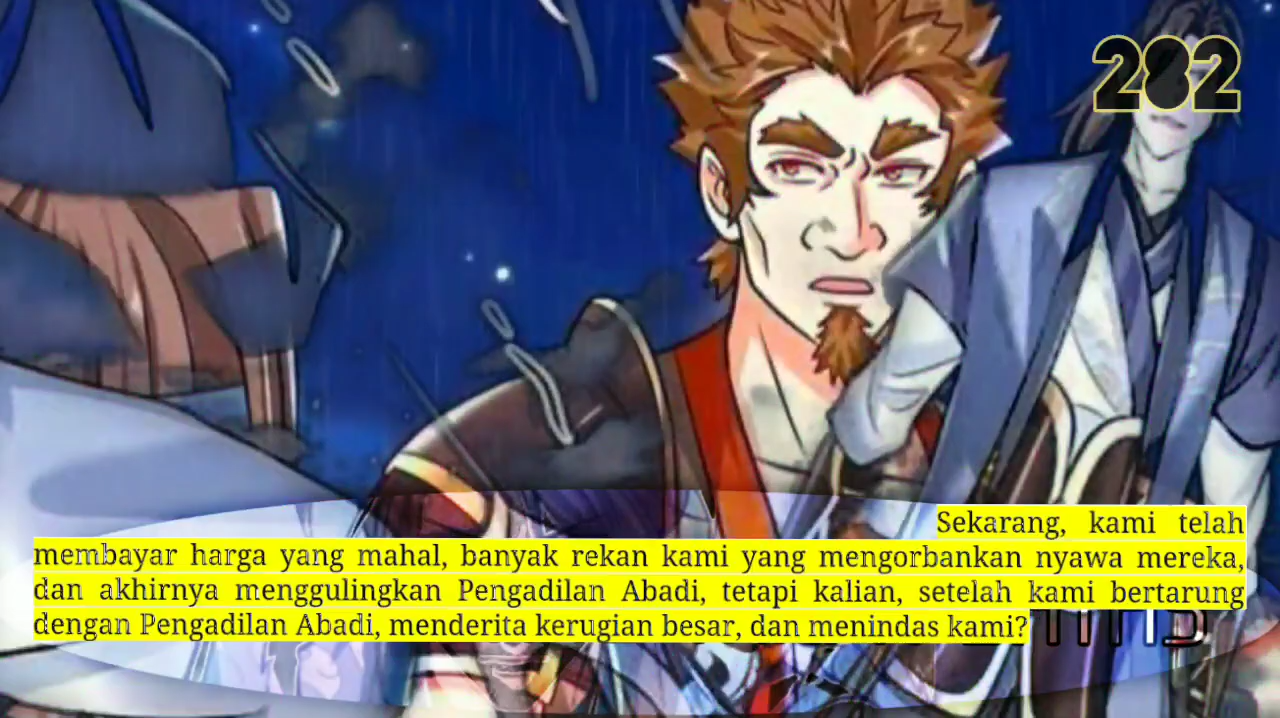 282
Sekarang, kami telah
membayar harga yang mahal, banyak rekan kami yang mengorbankan nyawa mereka,
dan akhirnya menggulingkan Pengadilan Abadi, tetapi kalian, setelah kami bertarung
dengan Pengadilan Abadi, menderita kerugian besar, dan menindas kami?